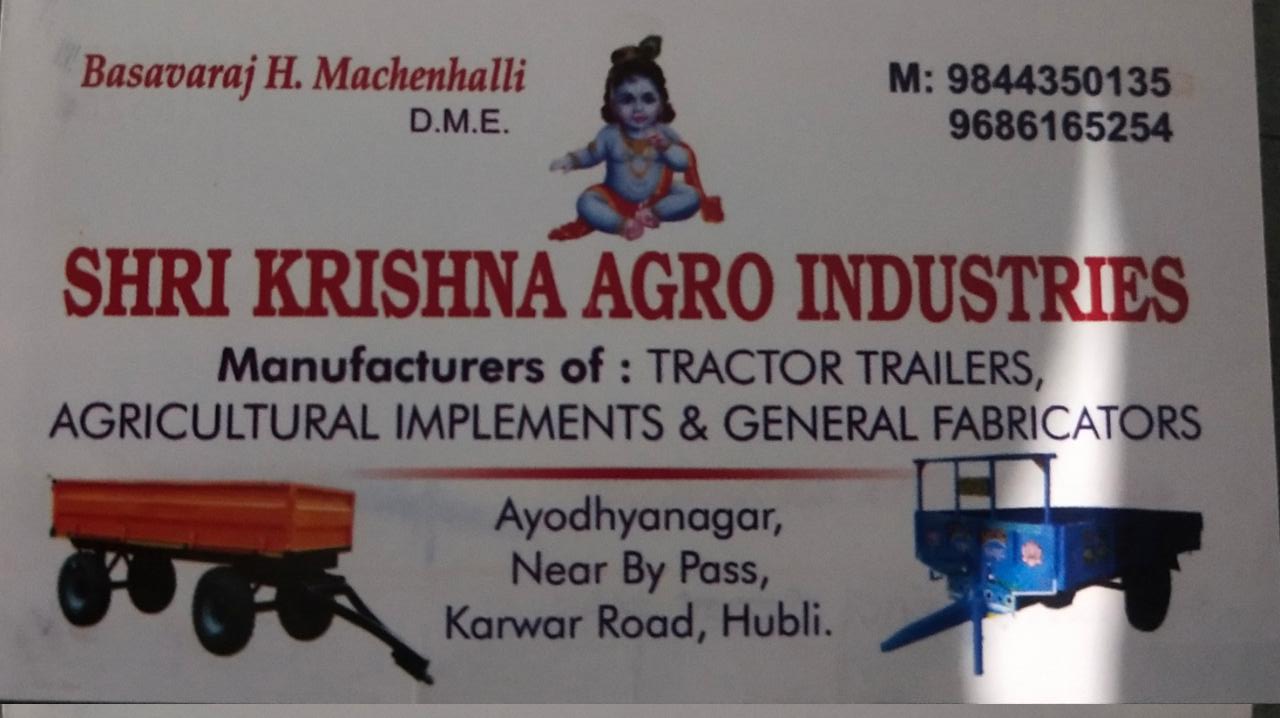 Basavaraj H. Machenhalli
D.M.E.
M: 9844350135
9686165254
SHRI KRISHNA AGRO INDUSTRIES
Manufacturers of : TRACTOR TRAILERS,
AGRICULTURAL IMPLEMENTS & GENERAL FABRICATORS
Ayodhyanagar,
Near By Pass,
Karwar Road, Hubli.